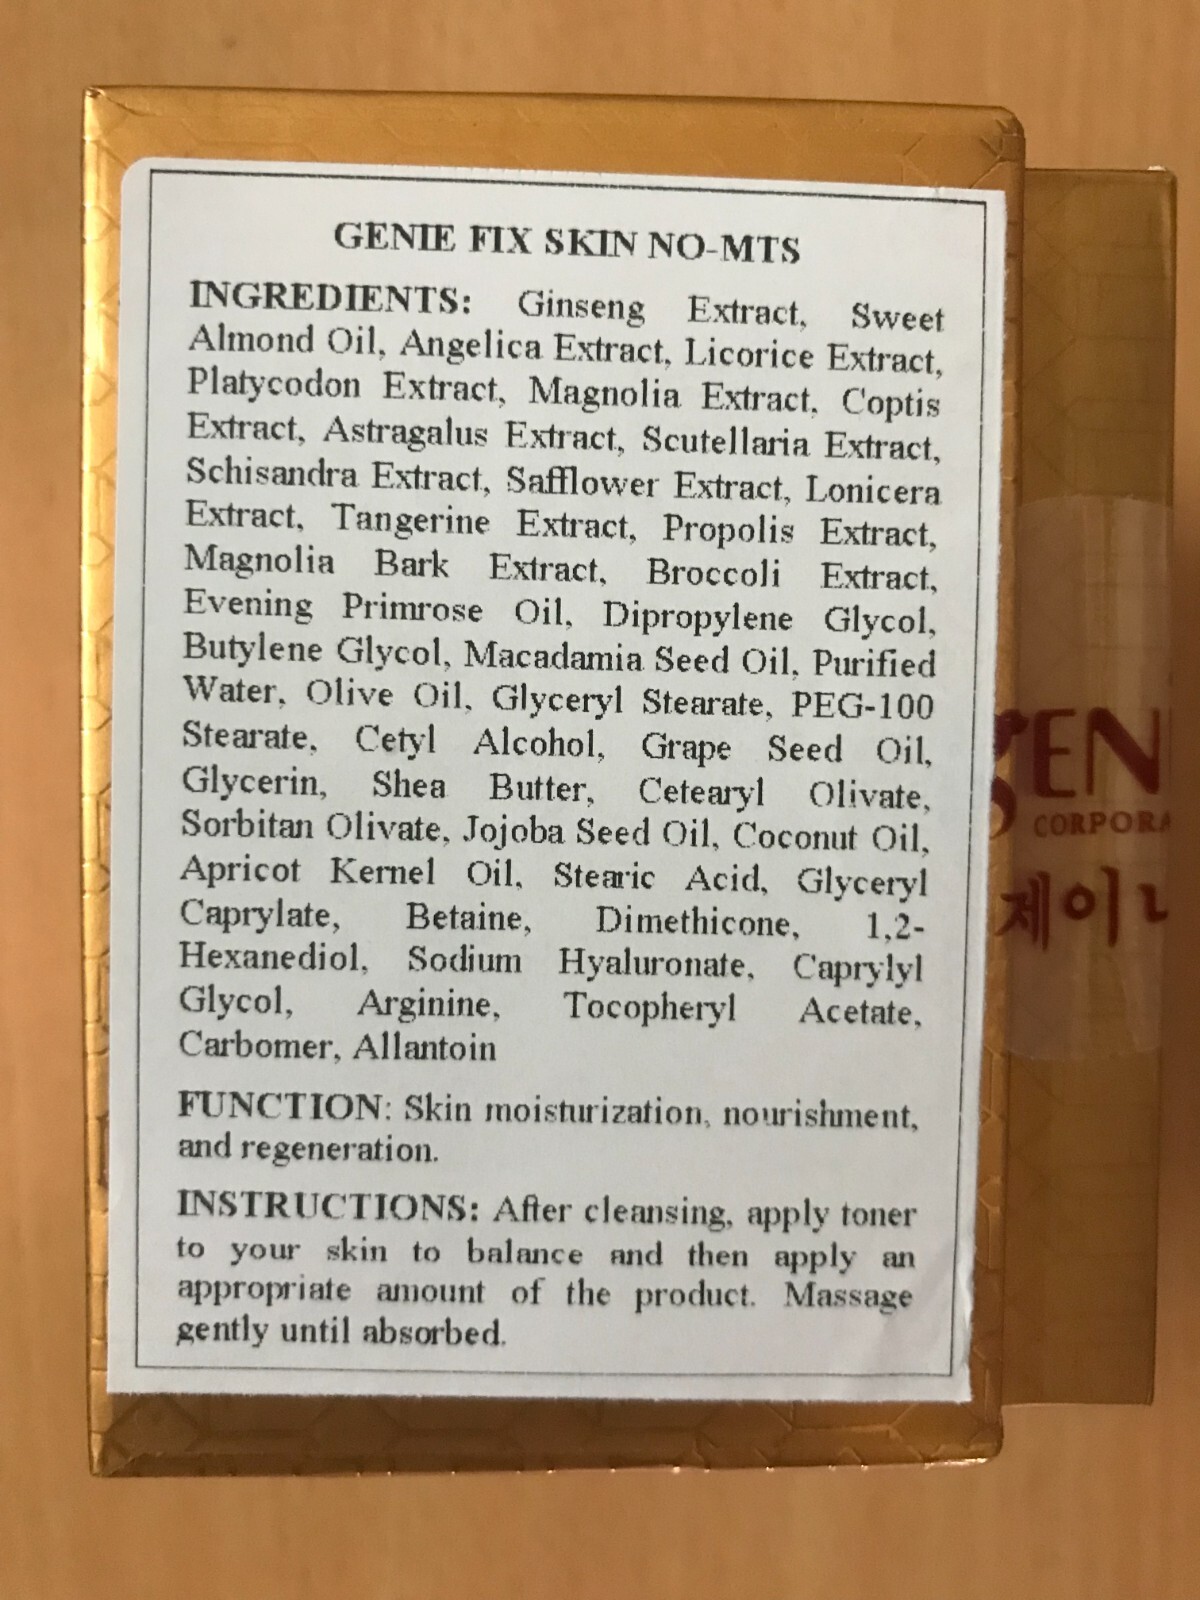 GENIE FIX SKIN NO-MTS
INGREDIENTS: Ginseng Extract, Sweet
Almond Oil, Angelica Extract, Licorice Extract,
Platycodon Extract, Magnolia Extract, Coptis
Extract, Astragalus Extract, Scutellaria Extract,
Schisandra Extract, Safflower Extract, Lonicera
Extract, Tangerine Extract, Propolis Extract,
Magnolia Bark Extract, Broccoli Extract,
Evening Primrose Oil, Dipropylene Glycol,
Butylene Glycol, Macadamia Seed Oil, Purified
Water, Olive Oil, Glyceryl Stearate, PEG-100
Stearate, Cetyl Alcohol, Grape Seed Oil,
Glycerin, Shea Butter, Cetearyl Olivate,
Sorbitan Olivate, Jojoba Seed Oil, Coconut Oil,
Apricot Kernel Oil, Stearic Acid, Glyceryl
Caprylate, Betaine, Dimethicone, 1,2-
Hexanediol, Sodium Hyaluronate, Caprylyl
Glycol, Arginine, Tocopheryl Acetate,
Carbomer, Allantoin
FUNCTION: Skin moisturization, nourishment,
and regeneration.
INSTRUCTIONS: After cleansing, apply toner
to your skin to balance and then apply an
appropriate amount of the product. Massage
gently until absorbed.
gEN
CORPORA
제이